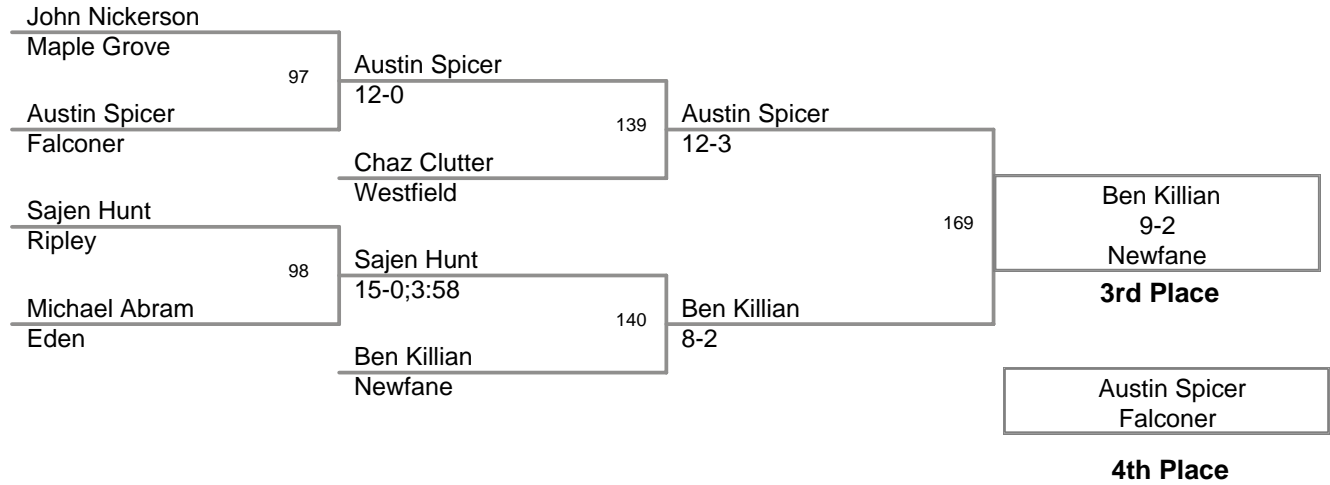 John Nickerson
Maple Grove
97
Austin Spicer
12-0
Austin Spicer
Falconer
139
Austin Spicer
12-3
Chaz Clutter
Westfield
Sajen Hunt
Ripley
169
Ben Killian
9-2
Newfane
3rd Place
98
Sajen Hunt
15-0;3:58
Michael Abram
Eden
140
Ben Killian
8-2
Ben Killian
Newfane
Austin Spicer
Falconer
4th Place